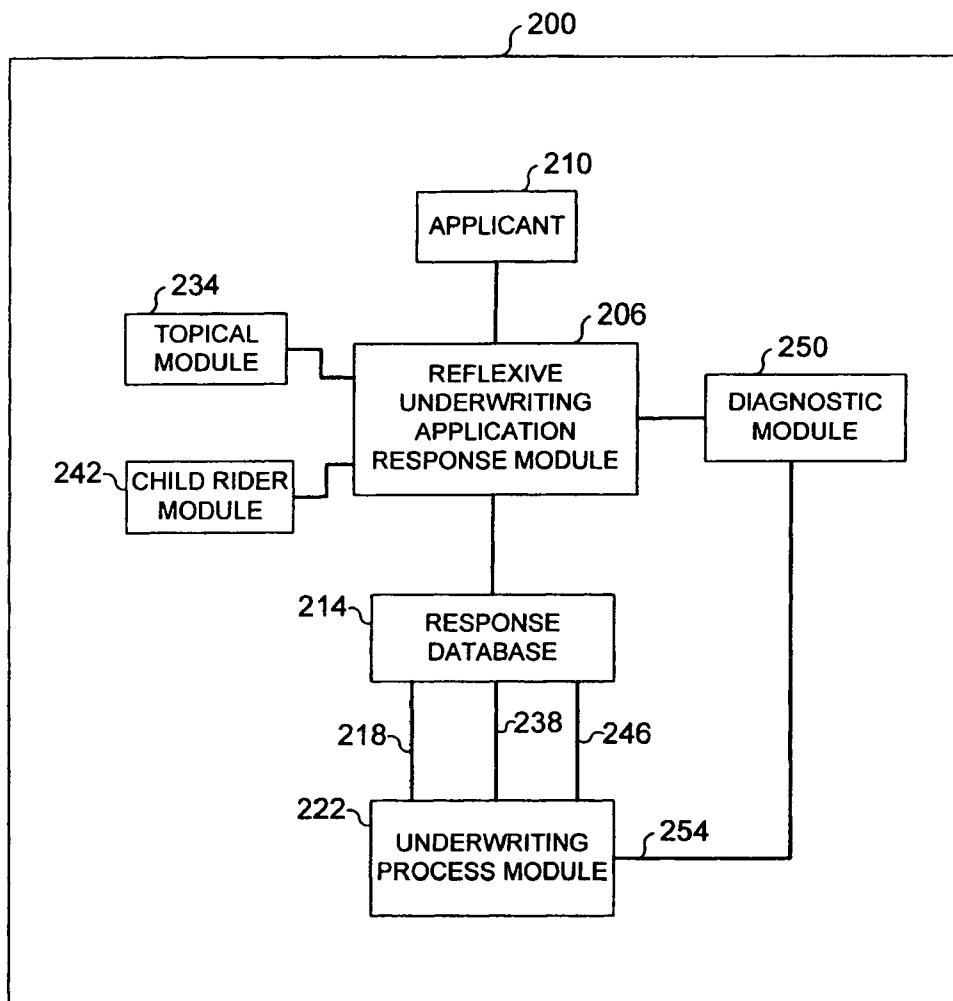 200
210
APPLICANT
234
TOPICAL
MODULE
206
REFLEXIVE
UNDERWRITING
APPLICATION
RESPONSE MODULE
250
DIAGNOSTIC
MODULE
242
CHILD RIDER
MODULE
214
RESPONSE
DATABASE
218
238
246
222
UNDERWRITING
PROCESS MODULE
254